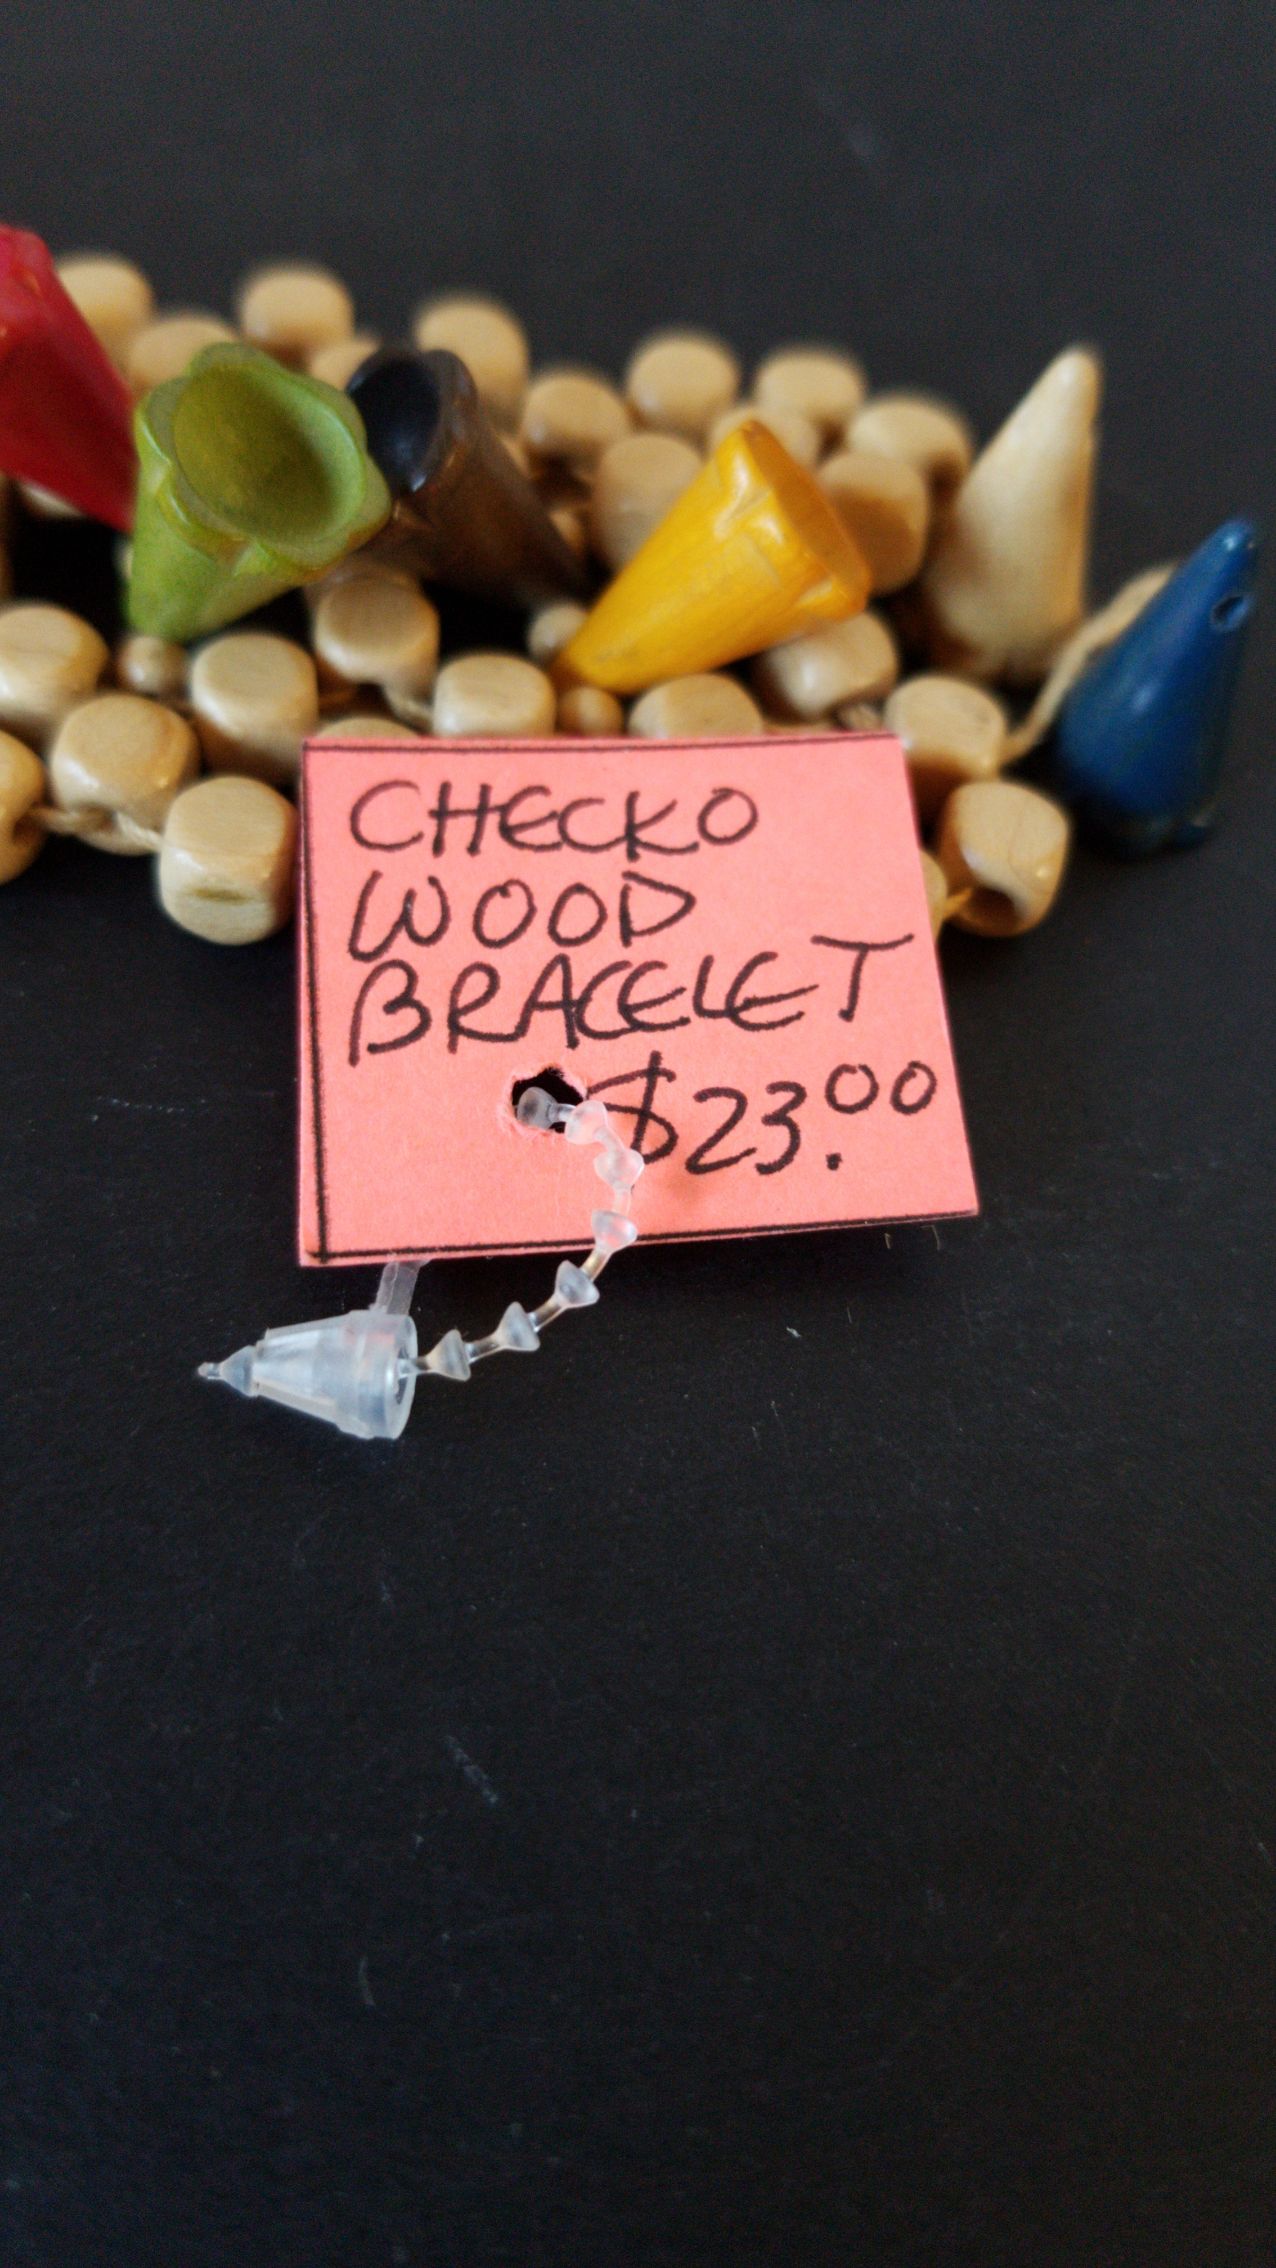 CHECKO
WOOD
BRACELET
$23.00